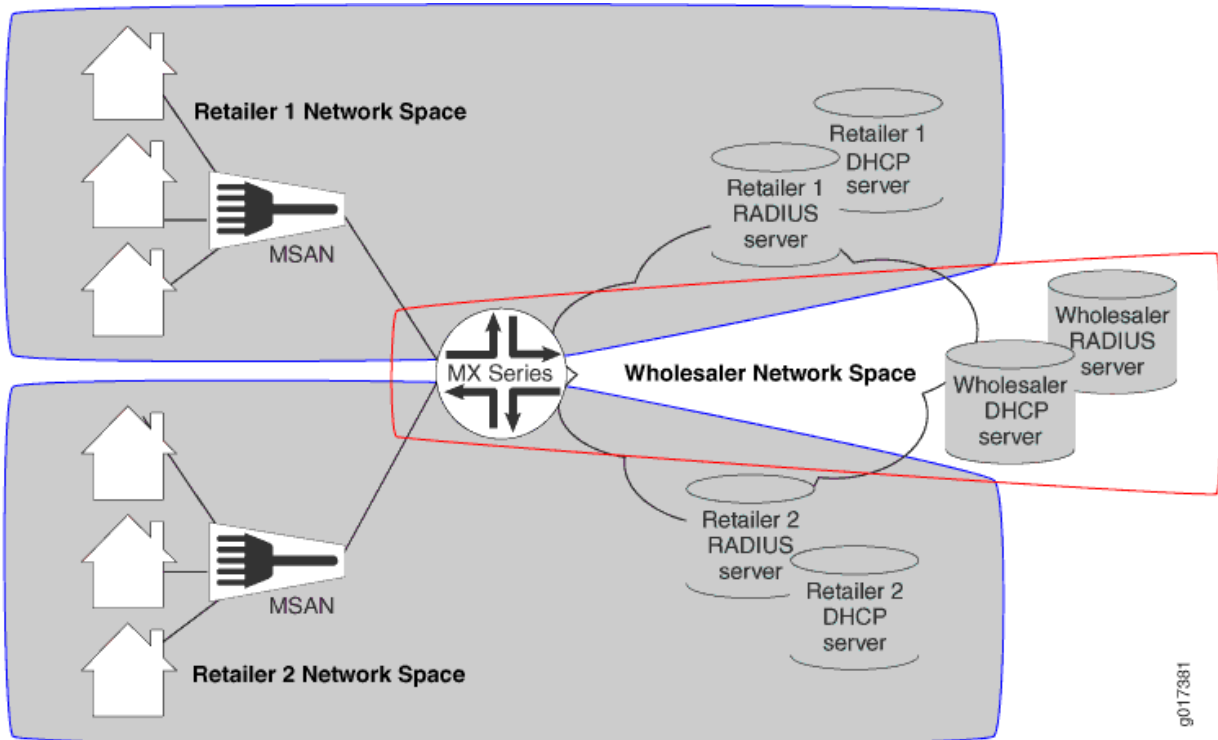 Retailer 1 Network Space
MSAN
Retailer 1
DHCP
server
Retailer 1
RADIUS
server
MX Series
Wholesaler Network Space
Wholesaler
RADIUS
server
Wholesaler
DHCP
server
MSAN
Retailer 2 Network Space
Retailer 2
RADIUS
server
Retailer 2
DHCP
server
g017381